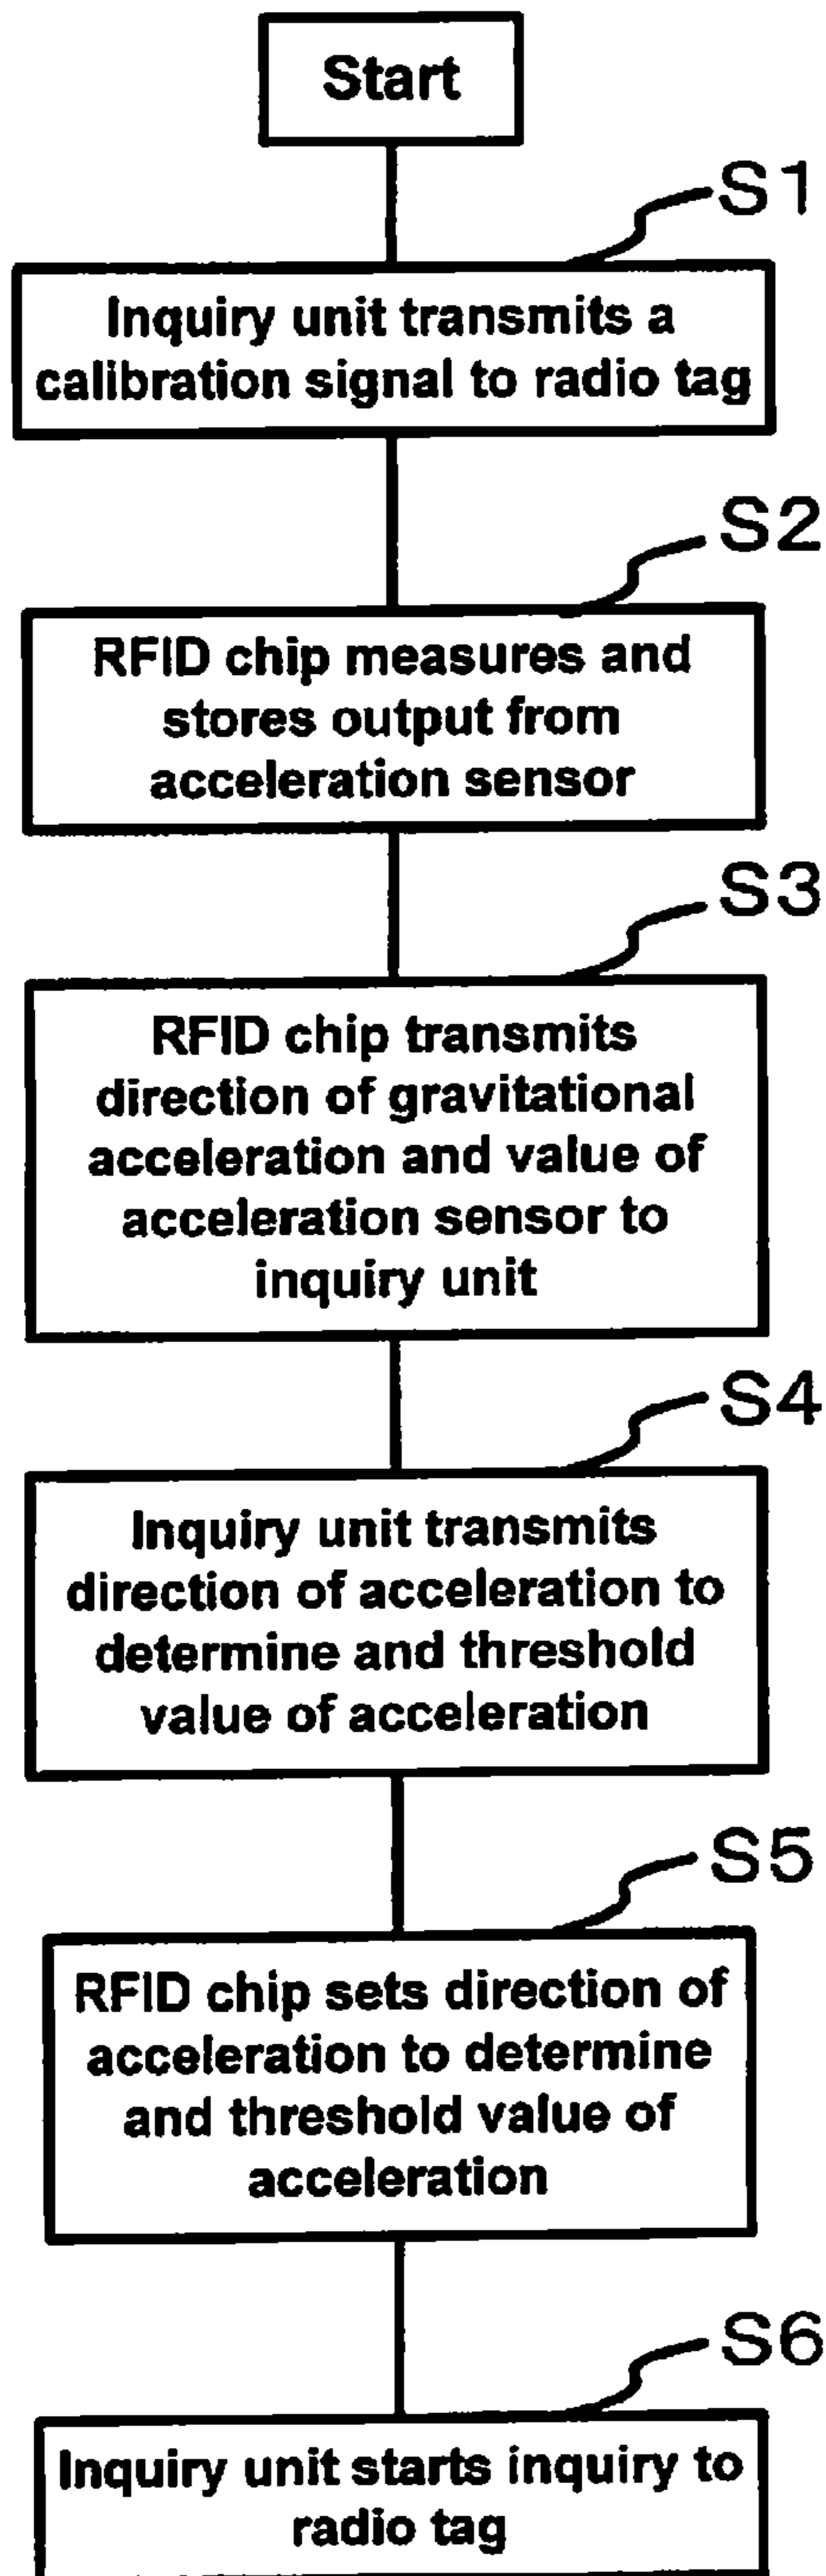 Start
S1
Inquiry unit transmits a
calibration signal to radio tag
S2
RFID chip measures and
stores output from
acceleration sensor
S3
RFID chip transmits
direction of gravitational
acceleration and value of
acceleration sensor to
inquiry unit
S4
Inquiry unit transmits
direction of acceleration to
determine and threshold
value of acceleration
S5
RFID chip sets direction of
acceleration to determine
and threshold value of
acceleration
S6
Inquiry unit starts inquiry to
radio tag